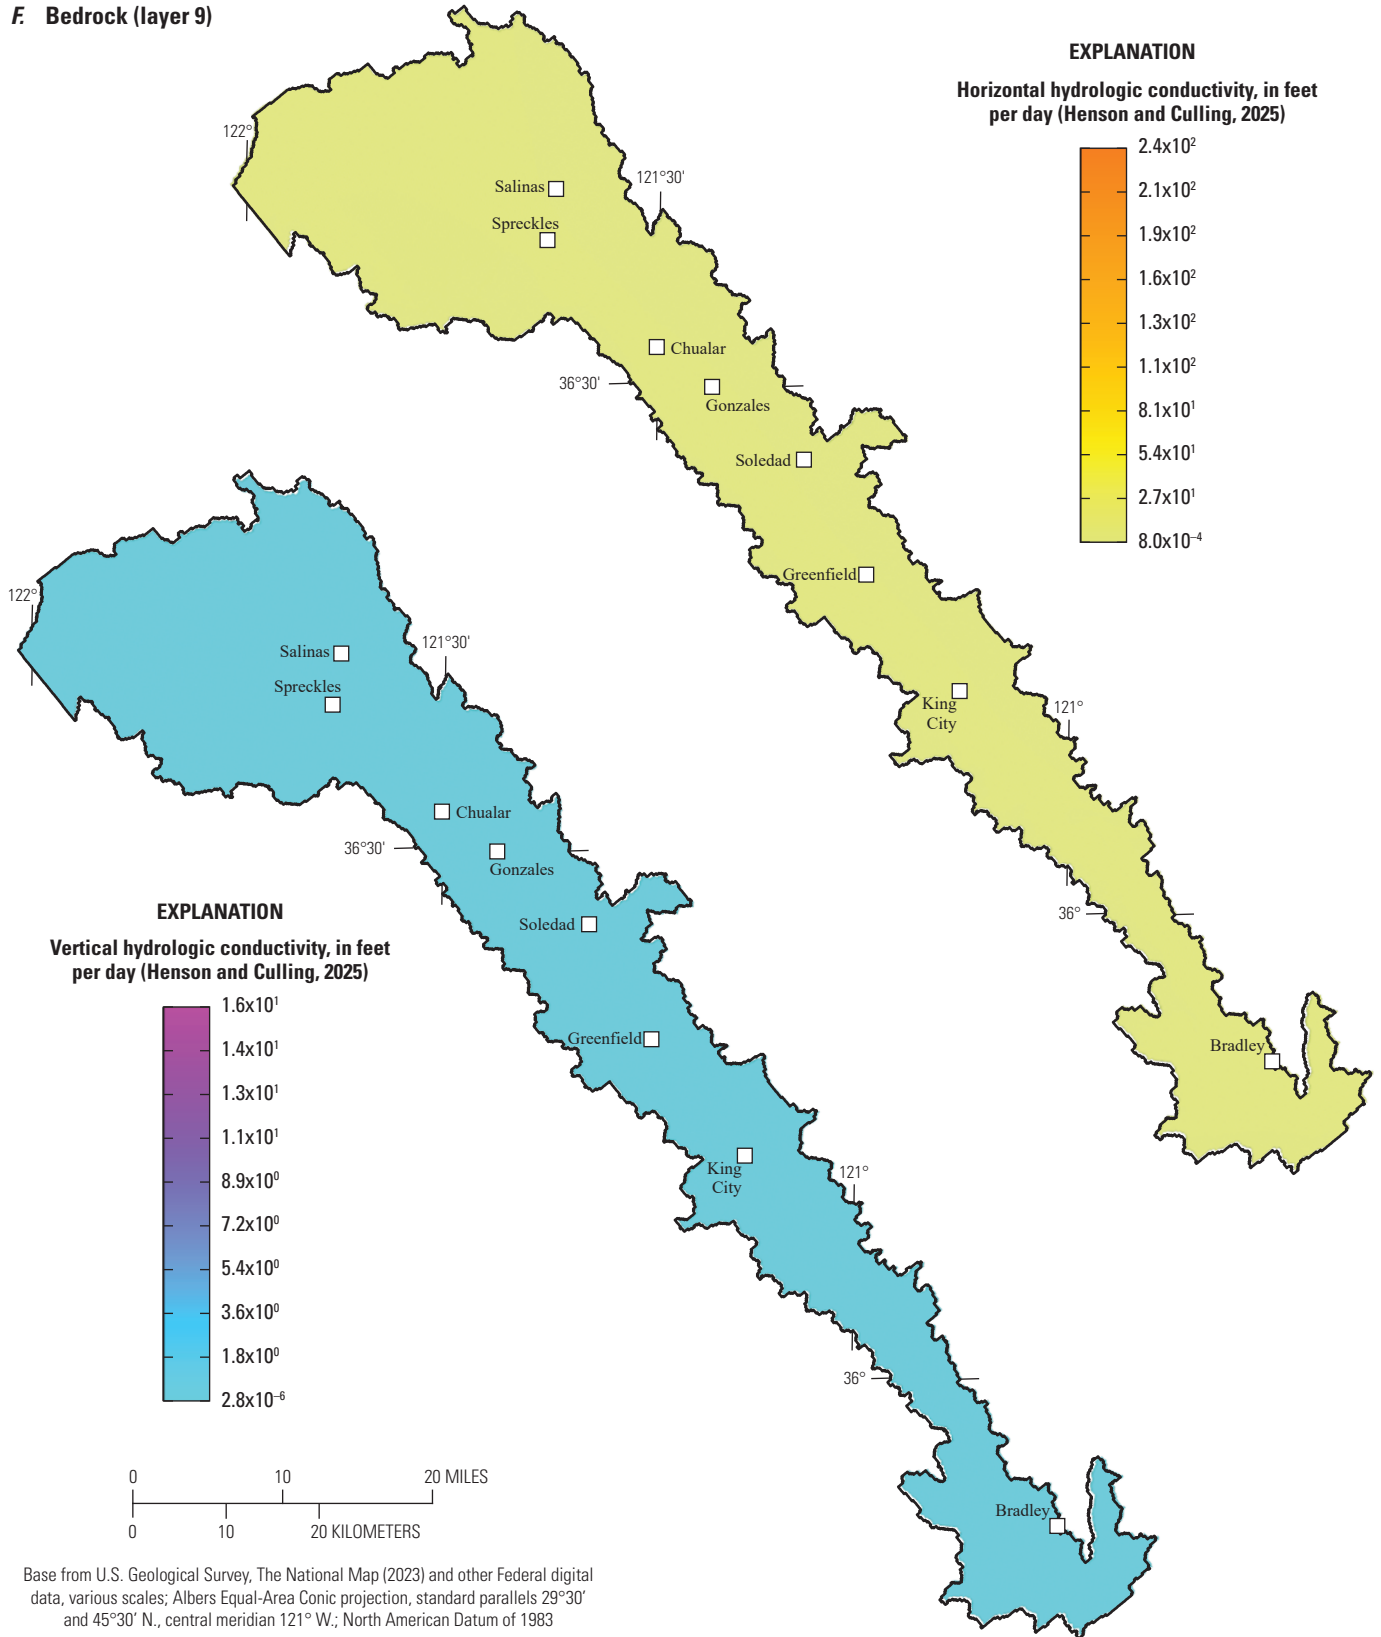 F. Bedrock (layer 9)
EXPLANATION
Horizontal hydrologic conductivity, in feet
per day (Henson and Culling, 2025)
2.4x10²
2.1x10²
1.9x10²
1.6x10²
1.3x10²
1.1x10²
8.1x10¹
5.4x10¹
2.7x10¹
8.0x10⁻⁴
122°
121°30'
Salinas
Spreckles
Chualar
36°30'
Gonzales
Soledad
Greenfield
King
City
121°
36°
Bradley
122°
121°30'
Salinas
Spreckles
Chualar
36°30'
Gonzales
Soledad
Greenfield
King
City
121°
36°
Bradley
EXPLANATION
Vertical hydrologic conductivity, in feet
per day (Henson and Culling, 2025)
1.6x10¹
1.4x10¹
1.3x10¹
1.1x10¹
8.9x10⁰
7.2x10⁰
5.4x10⁰
3.6x10⁰
1.8x10⁰
2.8x10⁻⁶
0 10 20 MILES
0 10 20 KILOMETERS
Base from U.S. Geological Survey, The National Map (2023) and other Federal digital
data, various scales; Albers Equal-Area Conic projection, standard parallels 29°30′
and 45°30′ N., central meridian 121° W.; North American Datum of 1983